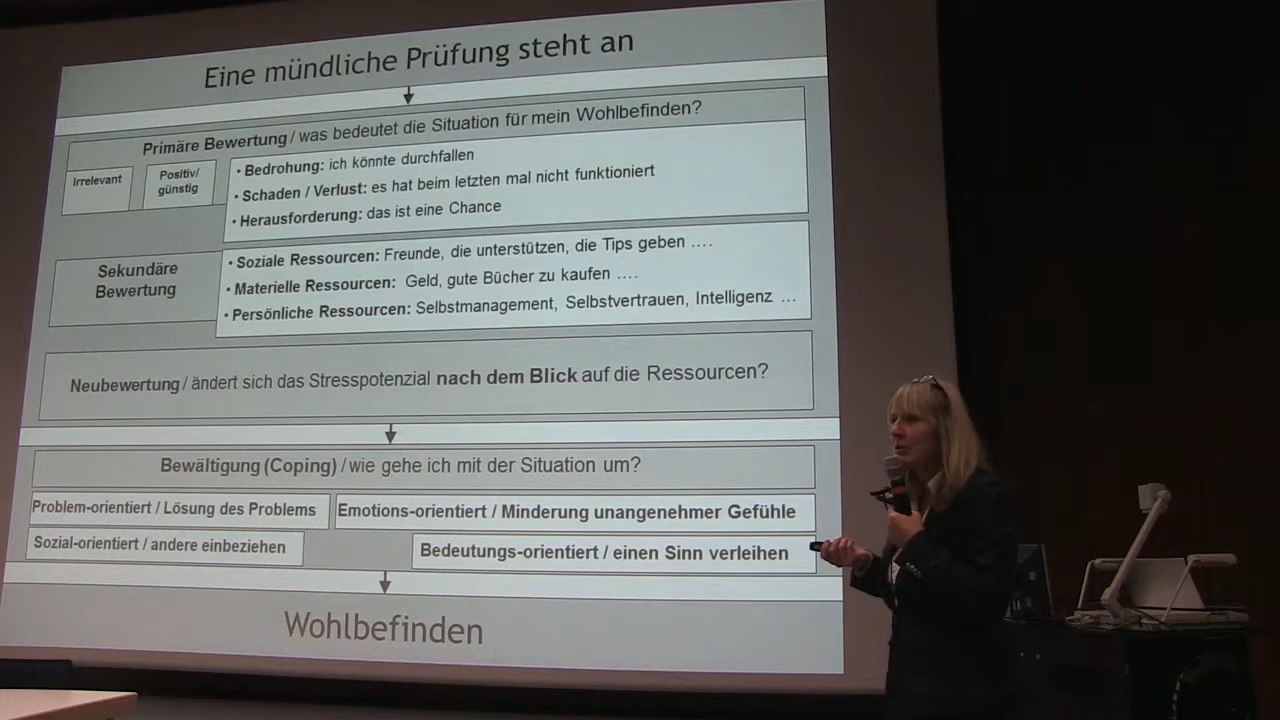 Eine mündliche Prüfung steht an
Primäre Bewertung / was bedeutet die Situation für mein Wohlbefinden?
Irrelevant
Positiv/
günstig
• Bedrohung: ich könnte durchfallen
• Schaden / Verlust: es hat beim letzten mal nicht funktioniert
• Herausforderung: das ist eine Chance
Sekundäre
Bewertung
• Soziale Ressourcen: Freunde, die unterstützen, die Tips geben ....
• Materielle Ressourcen: Geld, gute Bücher zu kaufen ....
• Persönliche Ressourcen: Selbstmanagement, Selbstvertrauen, Intelligenz ...
Neubewertung / ändert sich das Stresspotenzial nach dem Blick auf die Ressourcen?
Bewältigung (Coping) / wie gehe ich mit der Situation um?
Problem-orientiert / Lösung des Problems
Emotions-orientiert / Minderung unangenehmer Gefühle
Sozial-orientiert / andere einbeziehen
Bedeutungs-orientiert / einen Sinn verleihen
Wohlbefinden